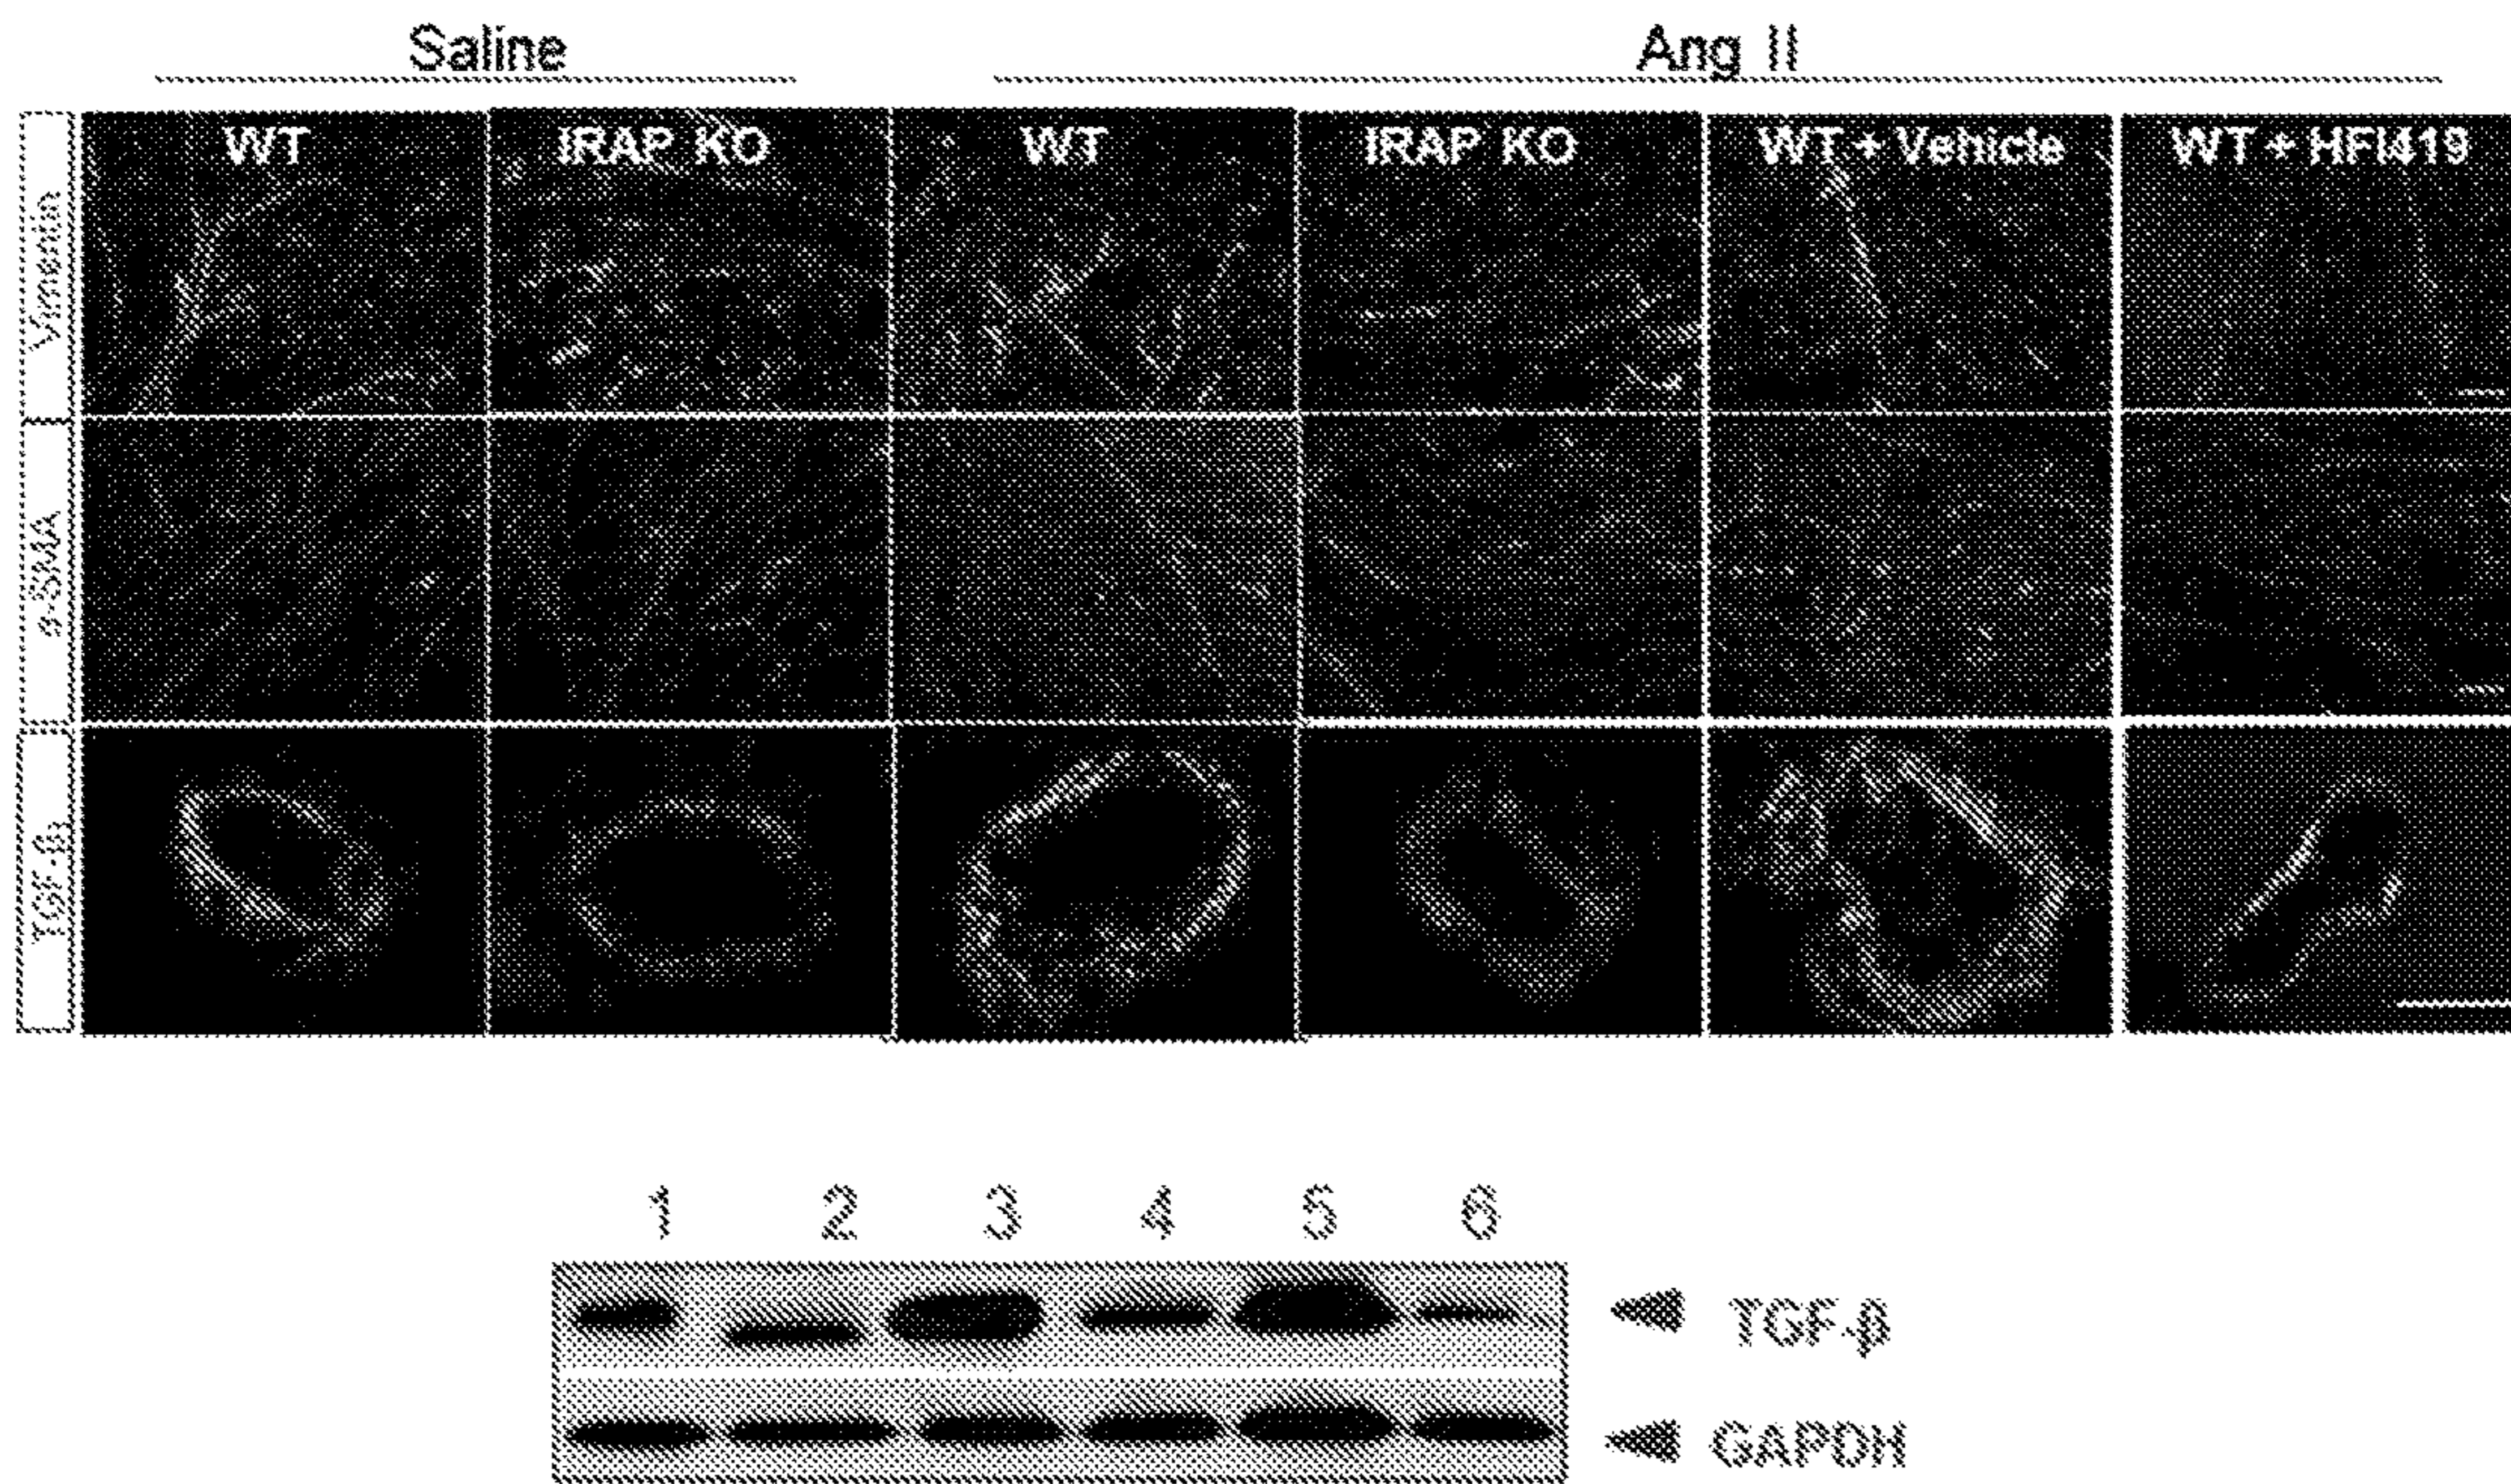 Saline Ang II
WT IRAP KO WT IRAP KO WT + Vehicle WT + HFI419
Vimentin
α-SMA
TGF-β₁
1 2 3 4 5 6
TGF-β
GAPDH